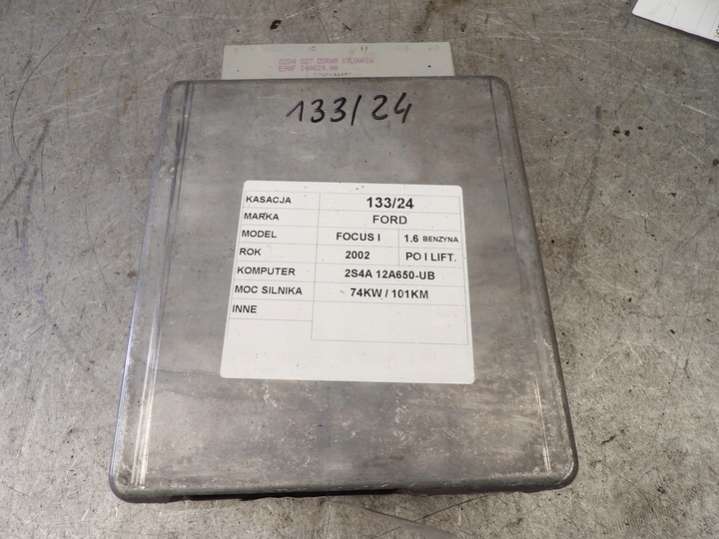 133/24
KASACJA 133/24
MARKA FORD
MODEL FOCUS I 1.6 BENZYNA
ROK 2002 PO I LIFT.
KOMPUTER 2S4A 12A650-UB
MOC SILNIKA 74KW / 101KM
INNE